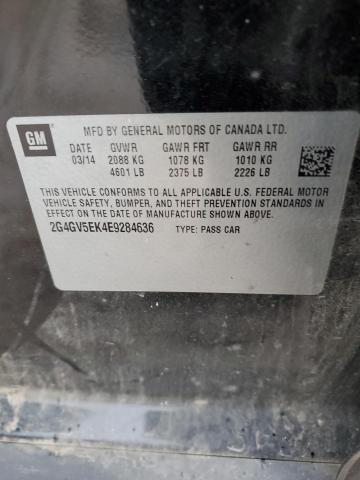 GM
MFD BY GENERAL MOTORS OF CANADA LTD.
DATE GVWR GAWR FRT GAWR RR
03/14 2088 KG 1078 KG 1010 KG
4601 LB 2375 LB 2226 LB
THIS VEHICLE CONFORMS TO ALL APPLICABLE U.S. FEDERAL MOTOR
VEHICLE SAFETY, BUMPER, AND THEFT PREVENTION STANDARDS
IN EFFECT ON THE DATE OF MANUFACTURE SHOWN ABOVE.
2G4GV5EK4E9284636 TYPE: PASS CAR